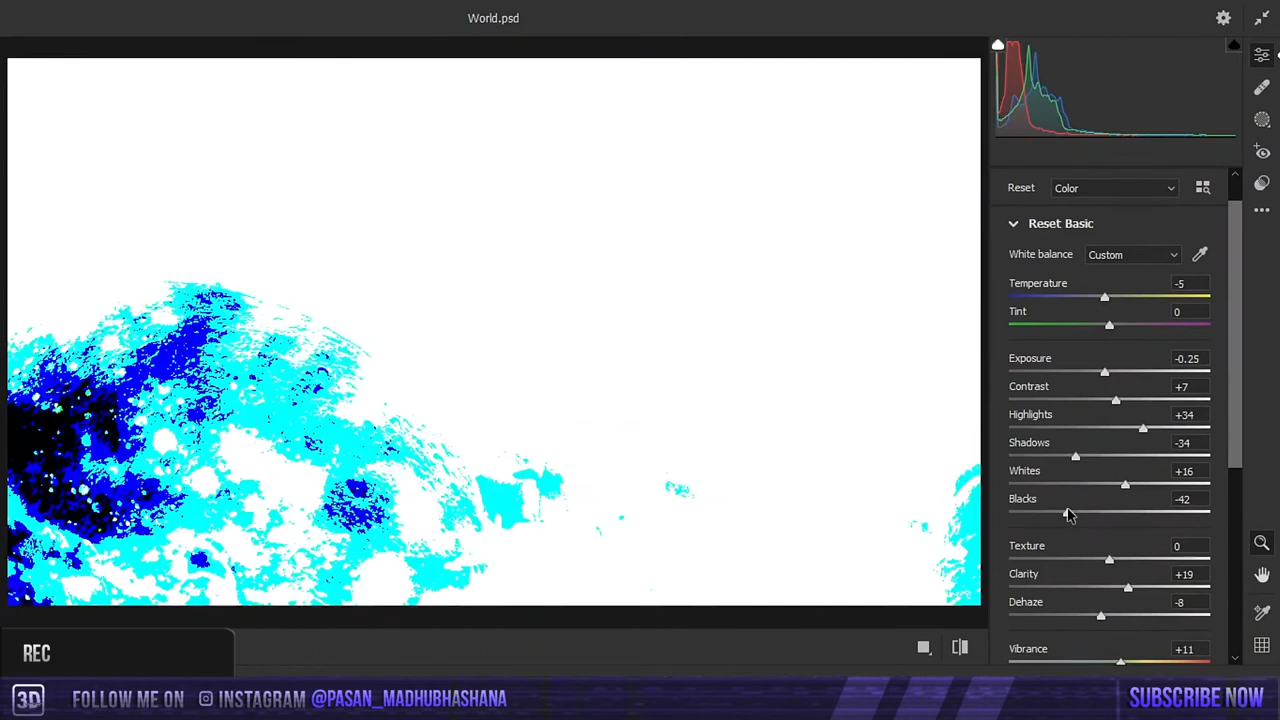 World.psd
Reset Color
Reset Basic
White balance Custom
Temperature -5
Tint 0
Exposure -0.25
Contrast +7
Highlights +34
Shadows -34
Whites +16
Blacks -42
Texture 0
Clarity +19
Dehaze -8
Vibrance +11
REC
3D FOLLOW ME ON INSTAGRAM @PASAN_MADHUBHASHANA SUBSCRIBE NOW